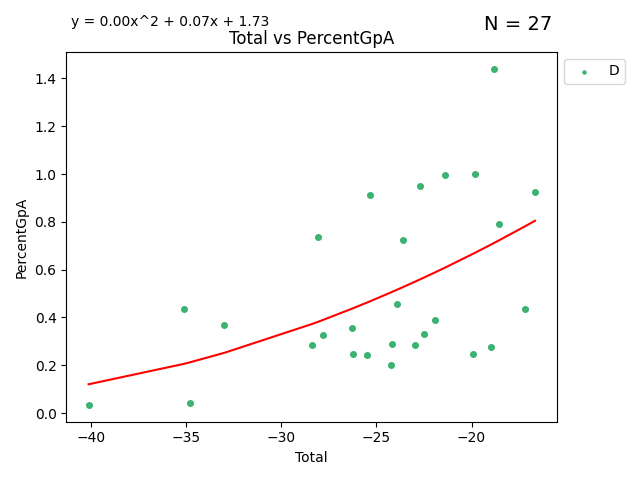 y = 0.00x^2 + 0.07x + 1.73
N = 27
Total vs PercentGpA
D
1.4
1.2
1.0
0.8
0.6
0.4
0.2
0.0
PercentGpA
−40
−35
−30
−25
−20
Total